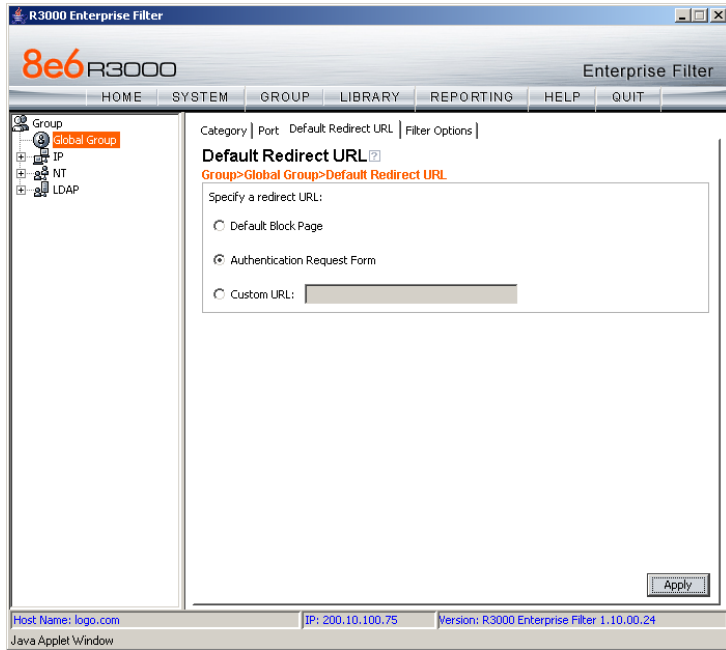 R3000 Enterprise Filter
8e6 R3000
Enterprise Filter
HOME SYSTEM GROUP LIBRARY REPORTING HELP QUIT
Group
Global Group
IP
NT
LDAP
Category Port Default Redirect URL Filter Options
Default Redirect URL ?
Group>Global Group>Default Redirect URL
Specify a redirect URL:
Default Block Page
Authentication Request Form
Custom URL:
Apply
Host Name: logo.com IP: 200.10.100.75 Version: R3000 Enterprise Filter 1.10.00.24
Java Applet Window